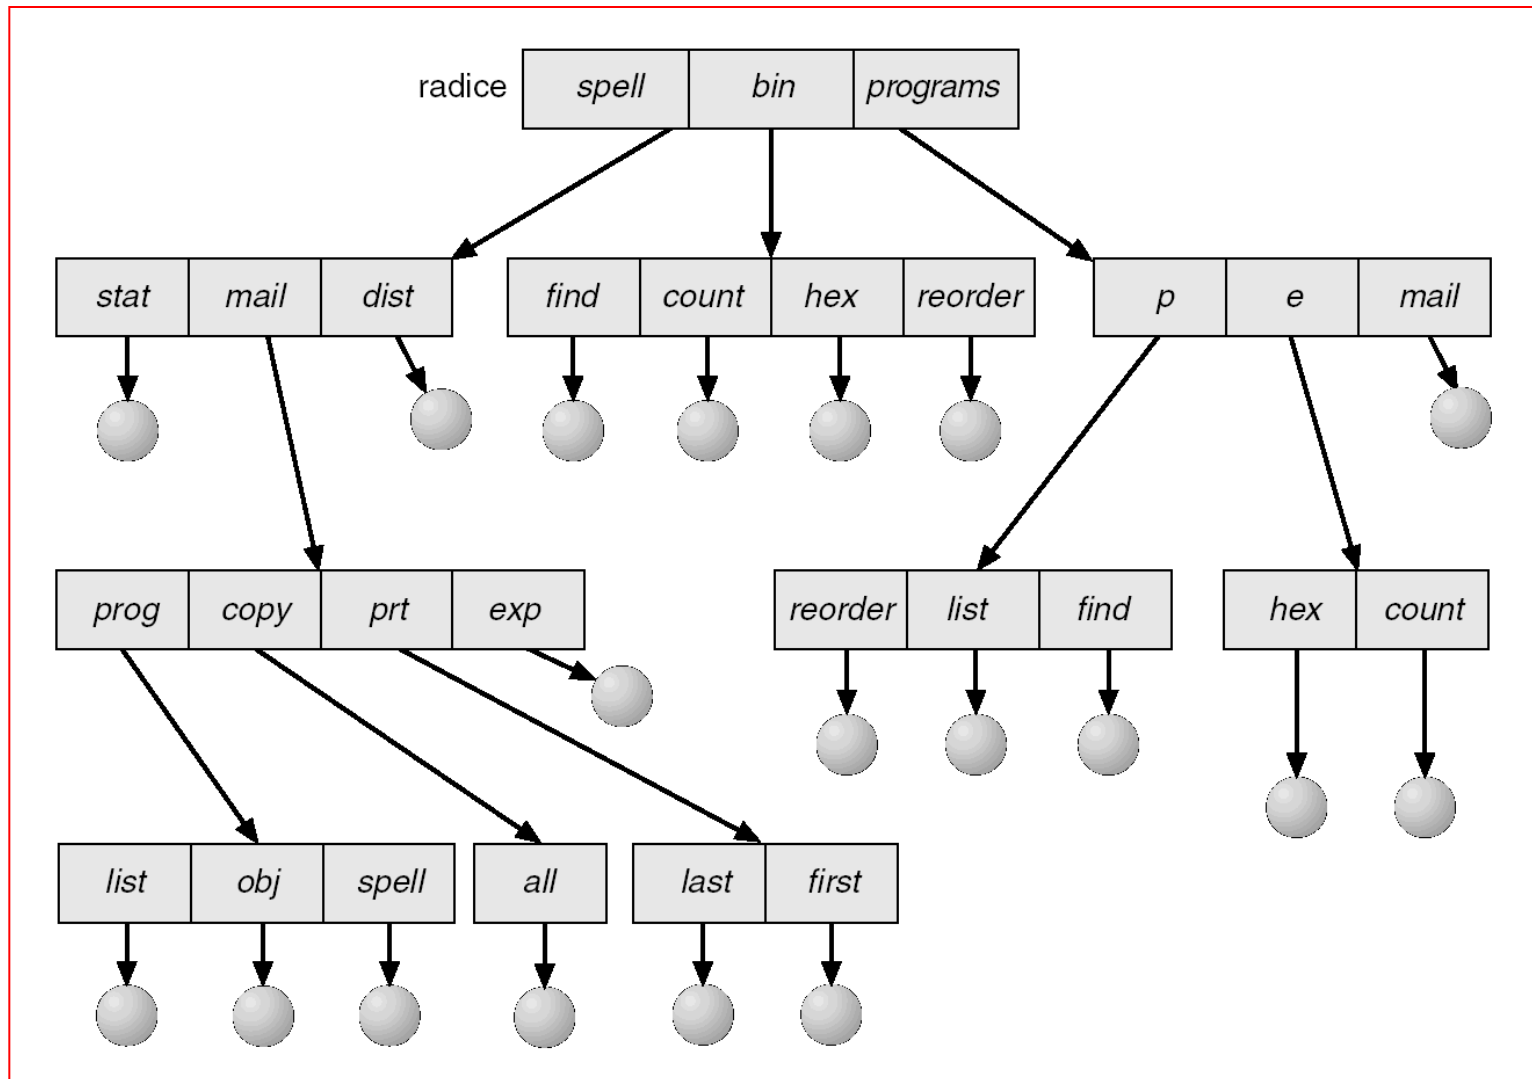 radice spell bin programs
stat mail dist find count hex reorder p e mail
prog copy prt exp reorder list find hex count
list obj spell all last first